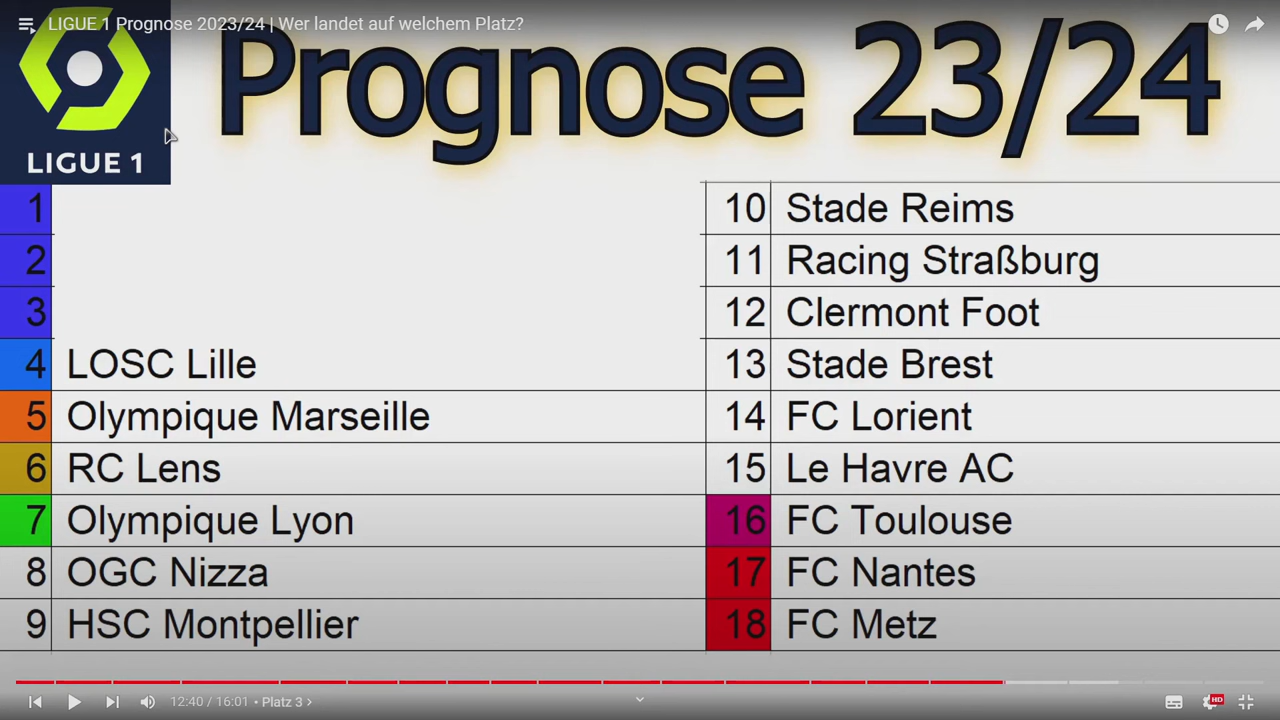 LIGUE 1 Prognose 2023/24 | Wer landet auf welchem Platz?
Prognose 23/24
LIGUE 1
1
2
3
4 LOSC Lille
5 Olympique Marseille
6 RC Lens
7 Olympique Lyon
8 OGC Nizza
9 HSC Montpellier
10 Stade Reims
11 Racing Straßburg
12 Clermont Foot
13 Stade Brest
14 FC Lorient
15 Le Havre AC
16 FC Toulouse
17 FC Nantes
18 FC Metz
12:40 / 16:01 • Platz 3 ›
HD